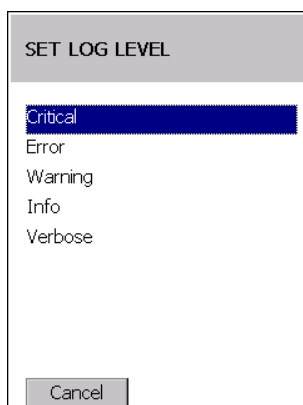 SET LOG LEVEL
Critical
Error
Warning
Info
Verbose
Cancel